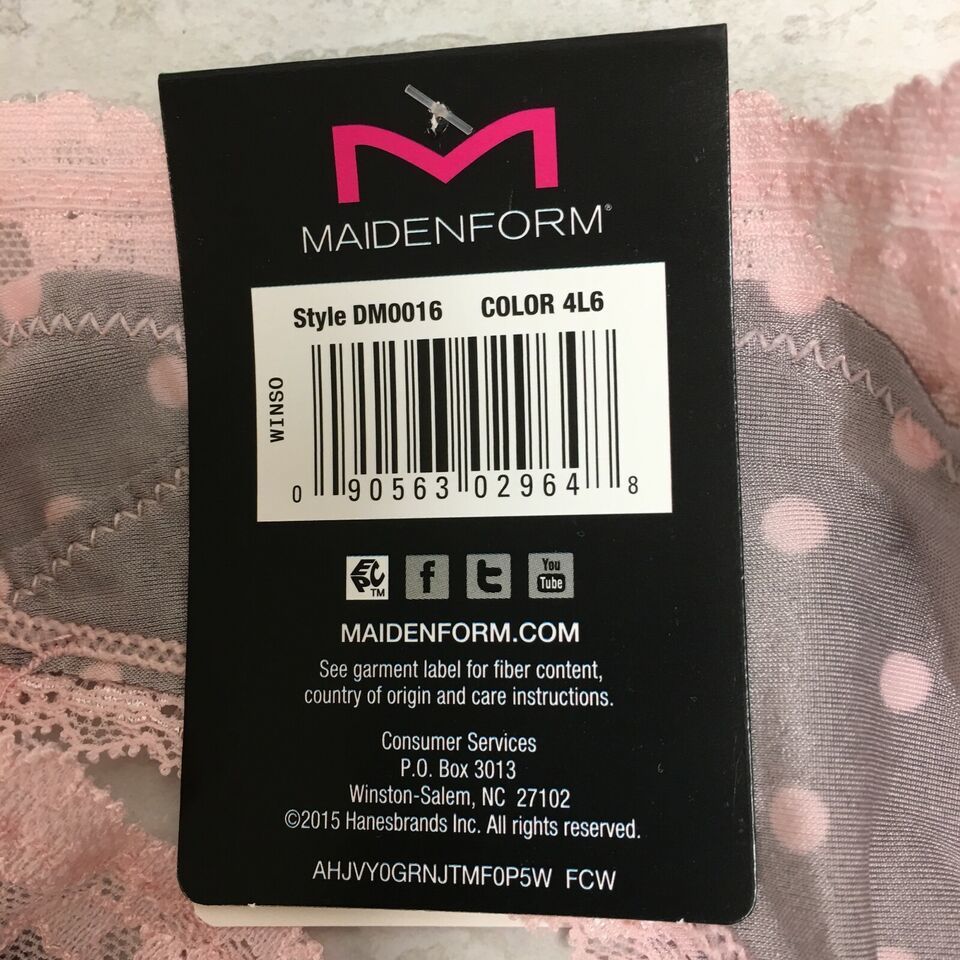 MAIDENFORM®
Style DM0016 COLOR 4L6
WINSO
0 90563 02964 8
EPC TM
f t You Tube
MAIDENFORM.COM
See garment label for fiber content,
country of origin and care instructions.
Consumer Services
P.O. Box 3013
Winston-Salem, NC 27102
©2015 Hanesbrands Inc. All rights reserved.
AHJVY0GRNJTMF0P5W FCW